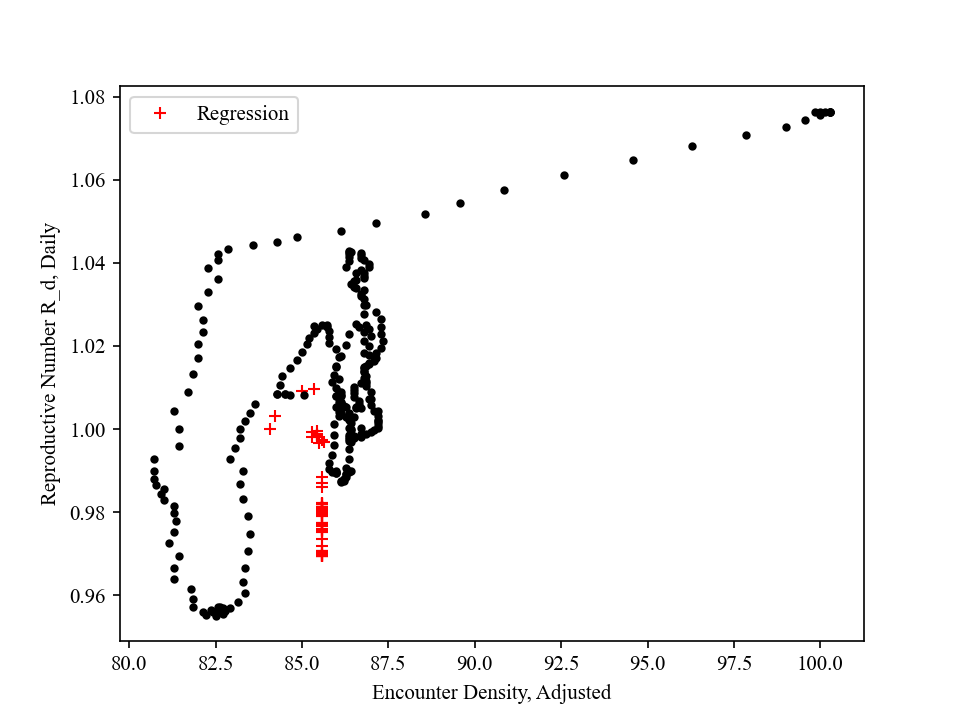 Regression
1.08
1.06
1.04
1.02
1.00
0.98
0.96
Reproductive Number R_d, Daily
80.0 82.5 85.0 87.5 90.0 92.5 95.0 97.5 100.0
Encounter Density, Adjusted